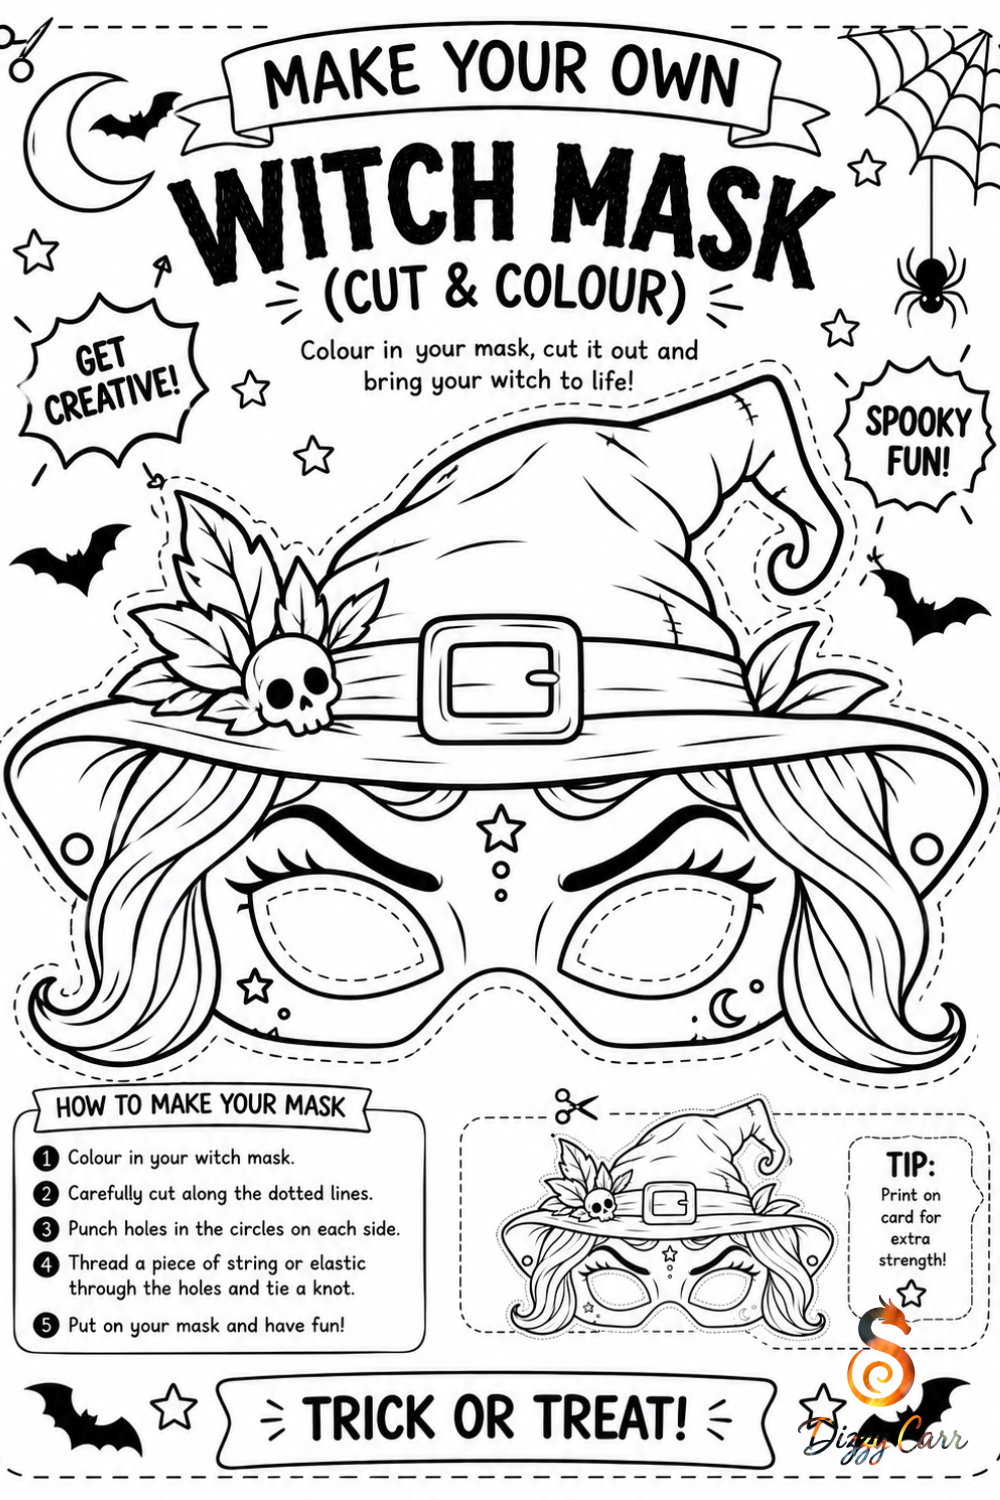 MAKE YOUR OWN
WITCH MASK
(CUT & COLOUR)
Colour in your mask, cut it out and
bring your witch to life!
GET
CREATIVE!
SPOOKY
FUN!
HOW TO MAKE YOUR MASK
1 Colour in your witch mask.
2 Carefully cut along the dotted lines.
3 Punch holes in the circles on each side.
4 Thread a piece of string or elastic
through the holes and tie a knot.
5 Put on your mask and have fun!
TIP:
Print on
card for
extra
strength!
TRICK OR TREAT!
Dizzy Carr